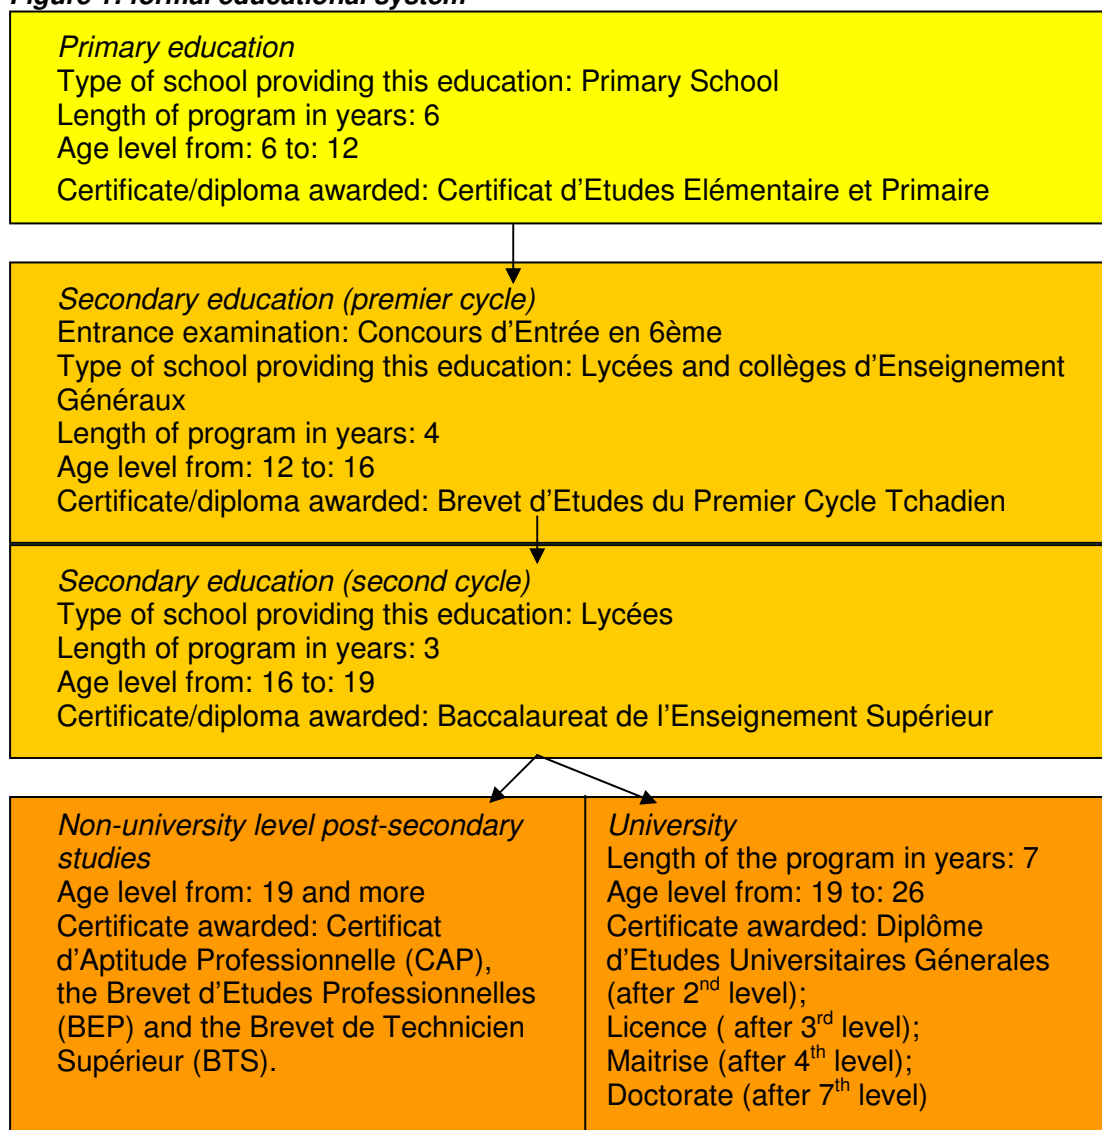 Figure 1: formal educational system
Primary education
Type of school providing this education: Primary School
Length of program in years: 6
Age level from: 6 to: 12
Certificate/diploma awarded: Certificat d'Etudes Elémentaire et Primaire
Secondary education (premier cycle)
Entrance examination: Concours d'Entrée en 6ème
Type of school providing this education: Lycées and collèges d'Enseignement
Généraux
Length of program in years: 4
Age level from: 12 to: 16
Certificate/diploma awarded: Brevet d'Etudes du Premier Cycle Tchadien
Secondary education (second cycle)
Type of school providing this education: Lycées
Length of program in years: 3
Age level from: 16 to: 19
Certificate/diploma awarded: Baccalaureat de l'Enseignement Supérieur
Non-university level post-secondary
studies
Age level from: 19 and more
Certificate awarded: Certificat
d'Aptitude Professionnelle (CAP),
the Brevet d'Etudes Professionnelles
(BEP) and the Brevet de Technicien
Supérieur (BTS).
University
Length of the program in years: 7
Age level from: 19 to: 26
Certificate awarded: Diplôme
d'Etudes Universitaires Génerales
(after 2nd level);
Licence ( after 3rd level);
Maitrise (after 4th level);
Doctorate (after 7th level)